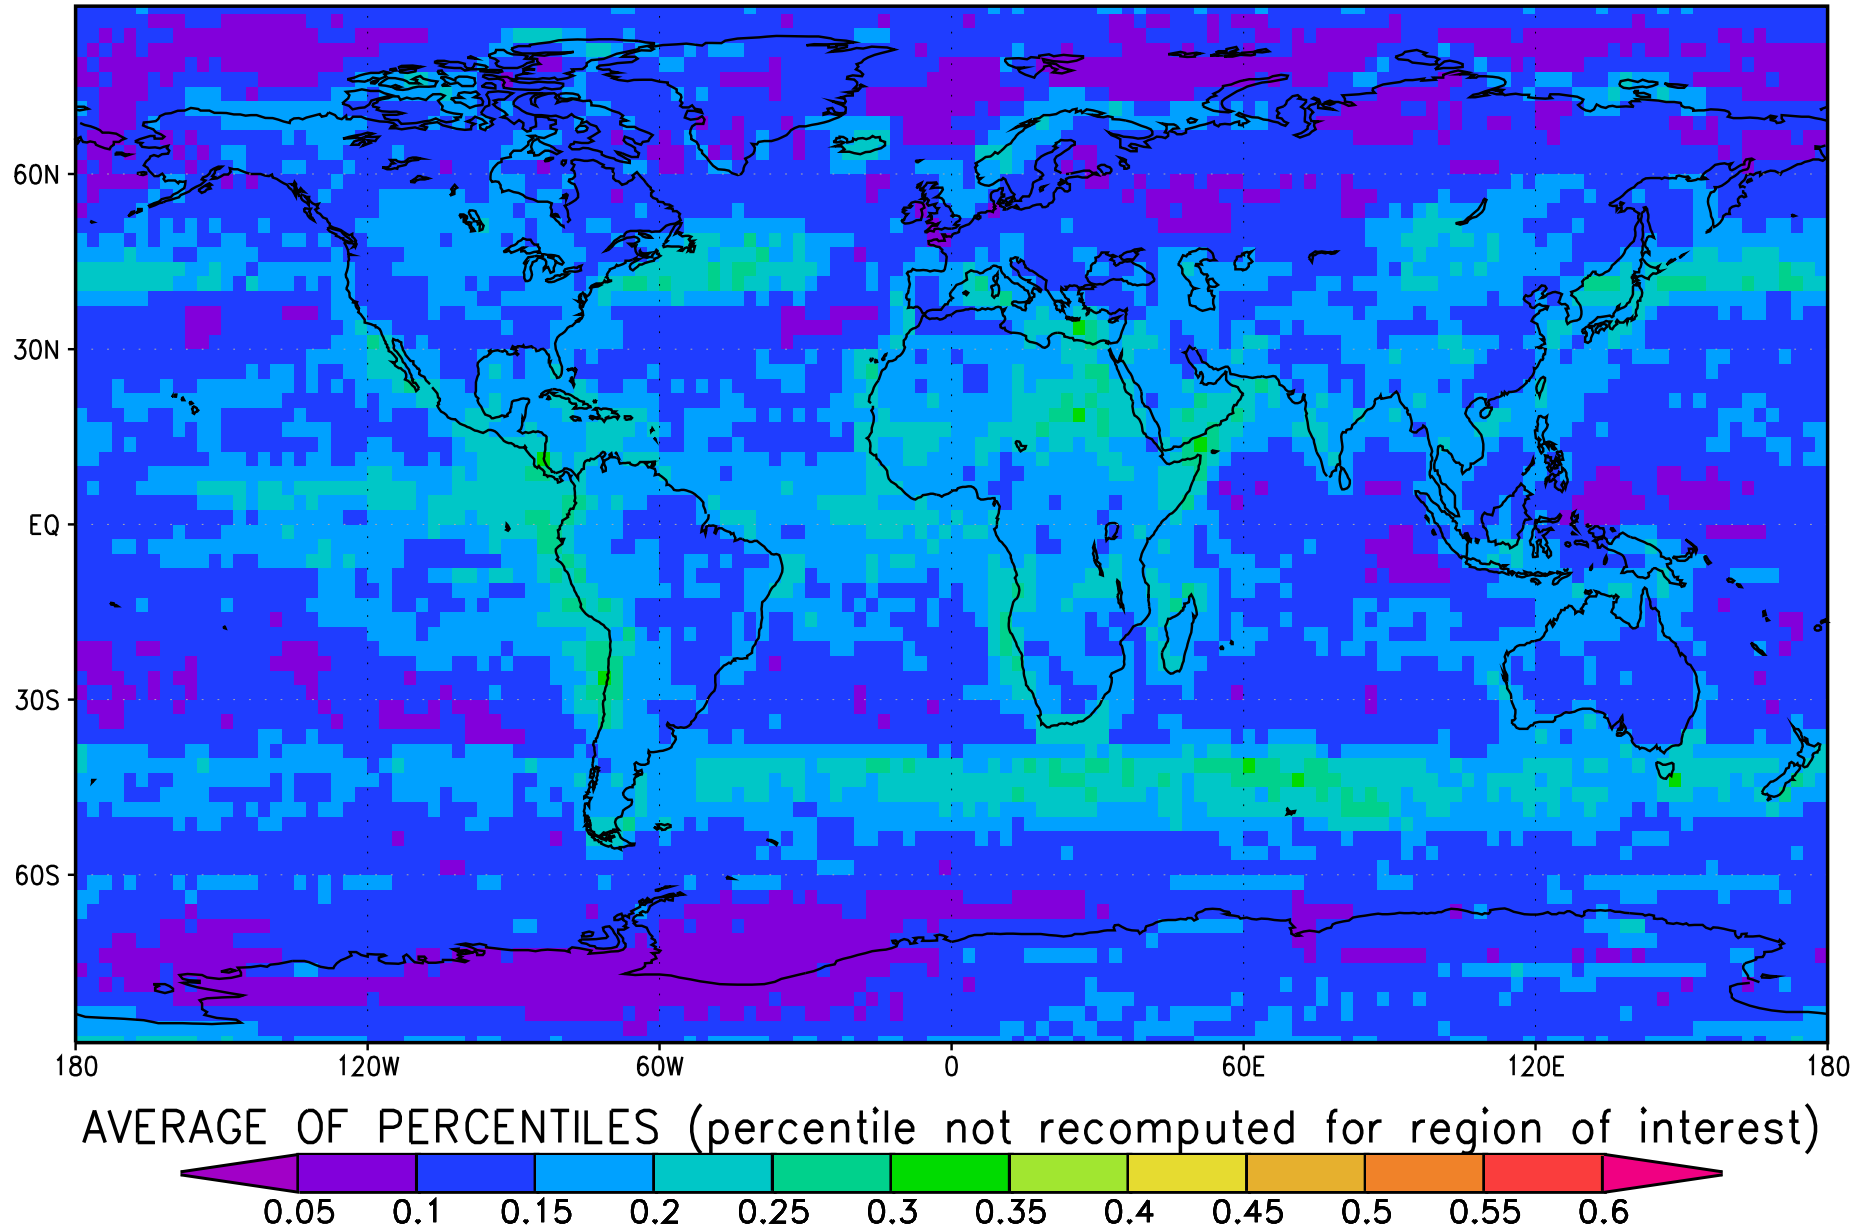 60N
30N
EQ
30S
60S
180 120W 60W 0 60E 120E 180
AVERAGE OF PERCENTILES (percentile not recomputed for region of interest)
0.05 0.1 0.15 0.2 0.25 0.3 0.35 0.4 0.45 0.5 0.55 0.6